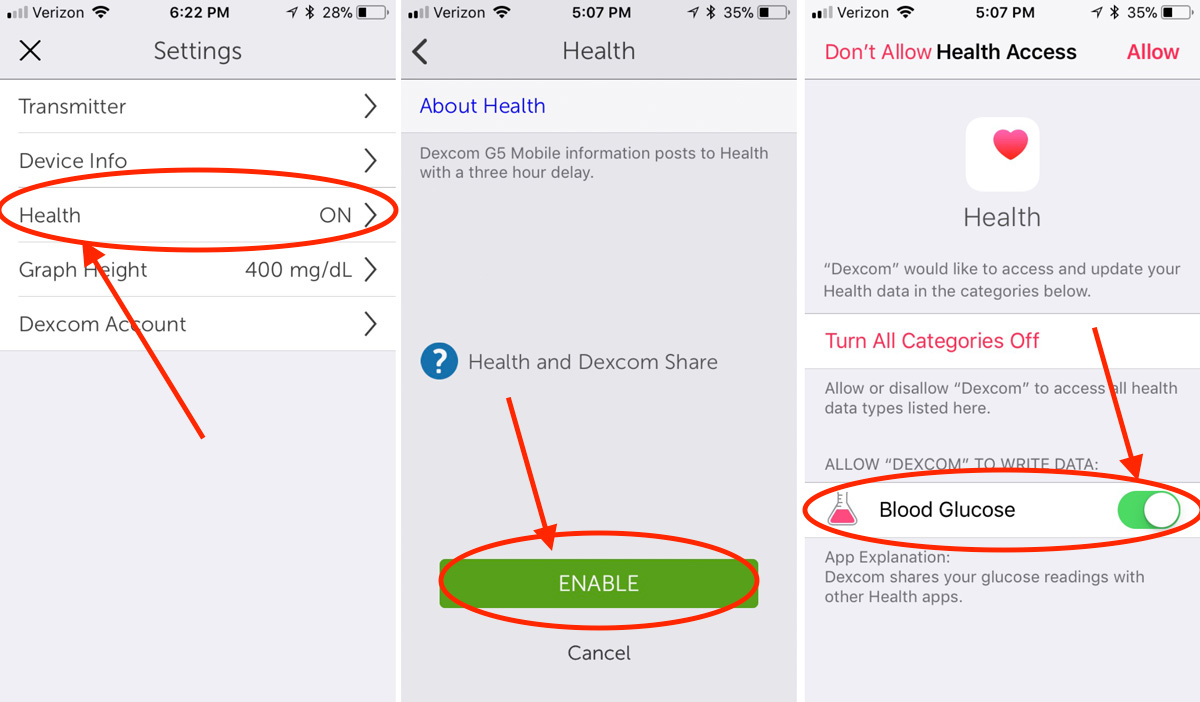 Verizon 6:22 PM 28%
Settings
Transmitter
Device Info
Health ON
Graph Height 400 mg/dL
Dexcom Account
Verizon 5:07 PM 35%
Health
About Health
Dexcom G5 Mobile information posts to Health
with a three hour delay.
? Health and Dexcom Share
ENABLE
Cancel
Verizon 5:07 PM 35%
Don’t Allow Health Access Allow
Health
“Dexcom” would like to access and update your
Health data in the categories below.
Turn All Categories Off
Allow or disallow “Dexcom” to access all health
data types listed here.
ALLOW “DEXCOM” TO WRITE DATA:
Blood Glucose
App Explanation:
Dexcom shares your glucose readings with
other Health apps.